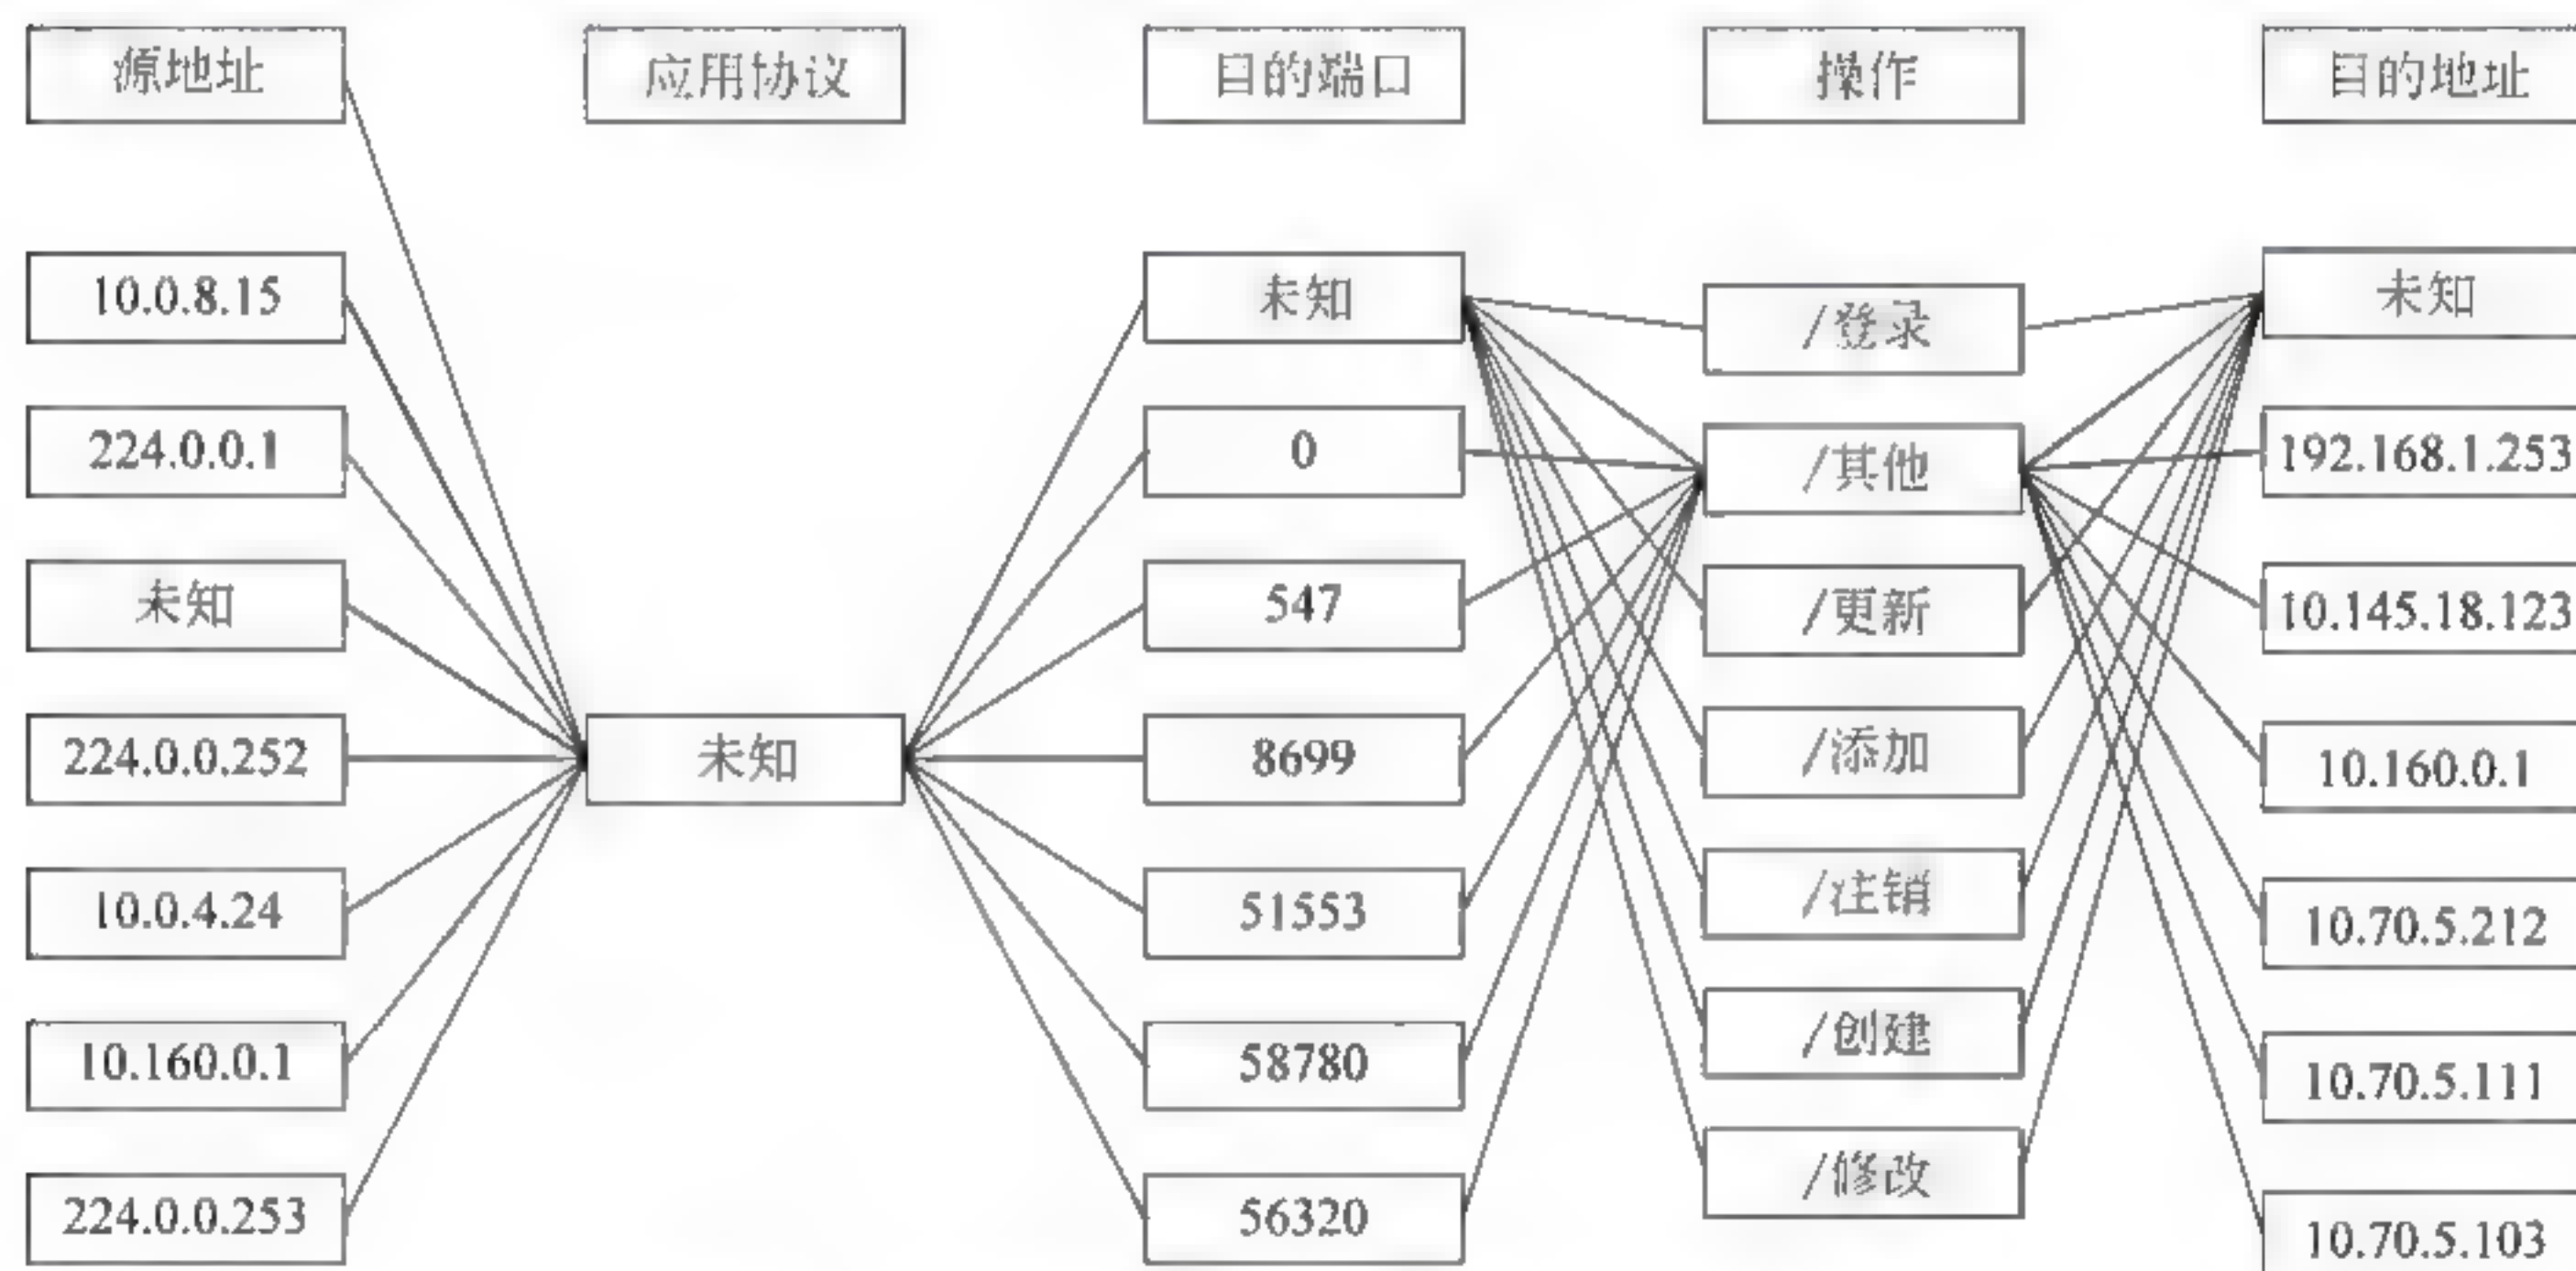 源地址 应用协议 目的端口 操作 目的地址
10.0.8.15 未知 /登录 未知
224.0.0.1 0 /其他 192.168.1.253
未知 547 /更新 10.145.18.123
224.0.0.252 未知 8699 /添加 10.160.0.1
10.0.4.24 51553 /注销 10.70.5.212
10.160.0.1 58780 /创建 10.70.5.111
224.0.0.253 56320 /修改 10.70.5.103